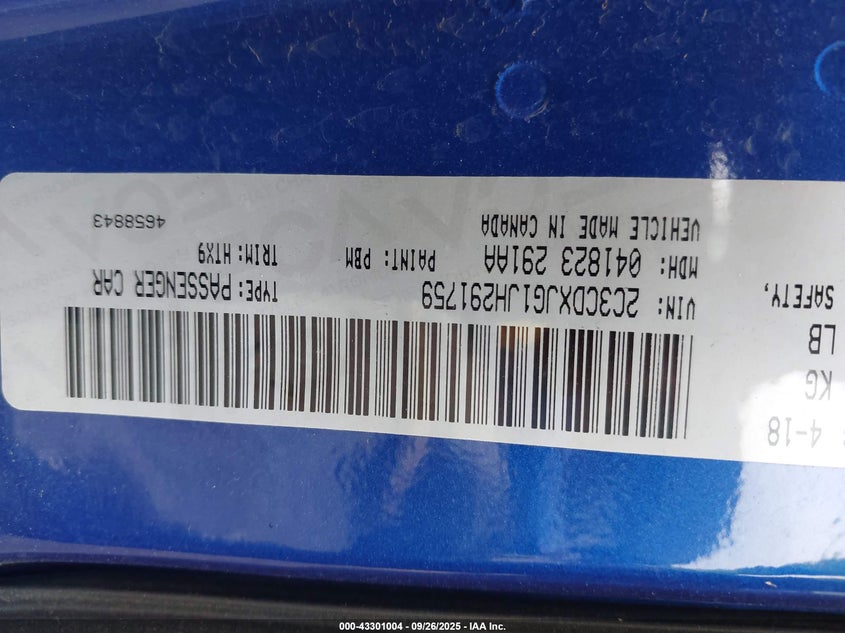 4-18
KG
LB
SAFETY,
VIN: 2C3CDXJG1JH291759
TYPE: PASSENGER CAR
MDH: 041823 291AA
PAINT: PBM
TRIM: HTX9
VEHICLE MADE IN CANADA
4658843
000-43301004 - 09/26/2025 - IAA Inc.